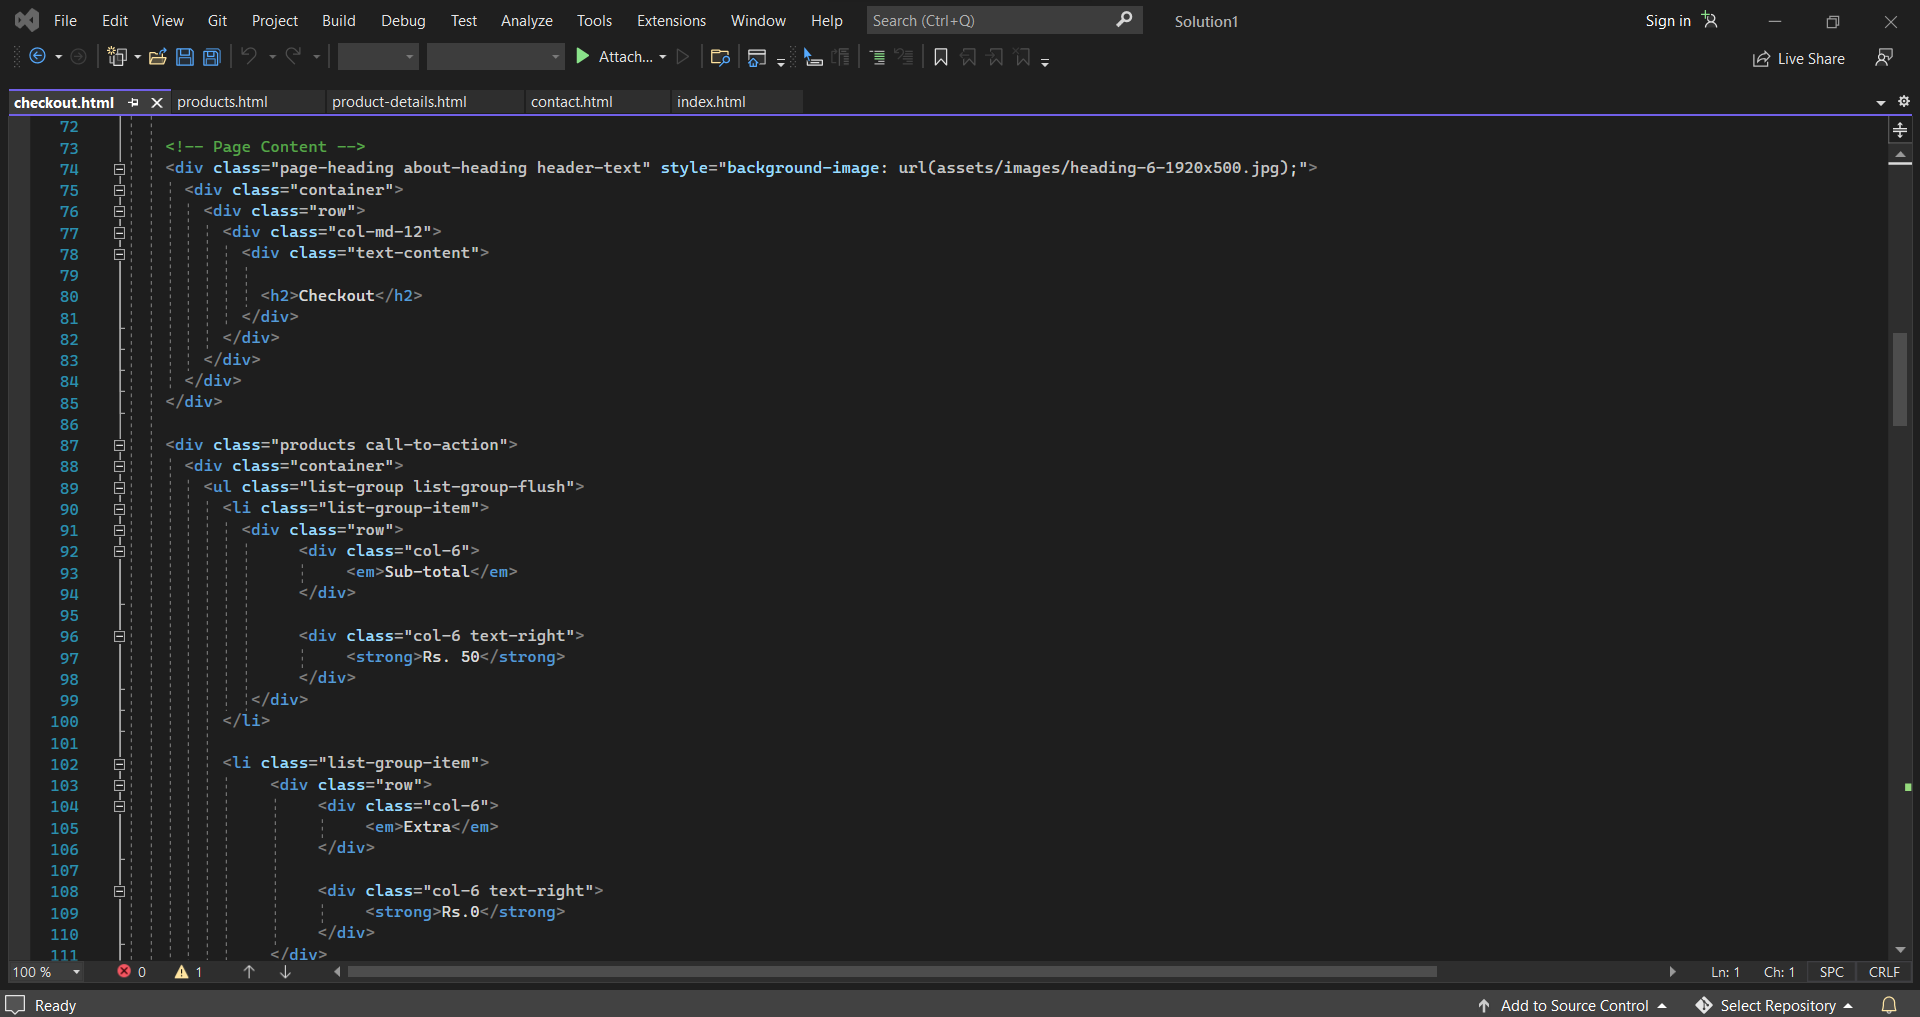 File Edit View Git Project Build Debug Test Analyze Tools Extensions Window Help Search (Ctrl+Q) Solution1 Sign in
Attach... Live Share
checkout.html products.html product-details.html contact.html index.html
72
73 <!-- Page Content -->
74 <div class="page-heading about-heading header-text" style="background-image: url(assets/images/heading-6-1920x500.jpg);">
75 <div class="container">
76 <div class="row">
77 <div class="col-md-12">
78 <div class="text-content">
79
80 <h2>Checkout</h2>
81 </div>
82 </div>
83 </div>
84 </div>
85 </div>
86
87 <div class="products call-to-action">
88 <div class="container">
89 <ul class="list-group list-group-flush">
90 <li class="list-group-item">
91 <div class="row">
92 <div class="col-6">
93 <em>Sub-total</em>
94 </div>
95
96 <div class="col-6 text-right">
97 <strong>Rs. 50</strong>
98 </div>
99 </div>
100 </li>
101
102 <li class="list-group-item">
103 <div class="row">
104 <div class="col-6">
105 <em>Extra</em>
106 </div>
107
108 <div class="col-6 text-right">
109 <strong>Rs.0</strong>
110 </div>
111 </div>
100 % 0 1 Ln: 1 Ch: 1 SPC CRLF
Ready Add to Source Control Select Repository